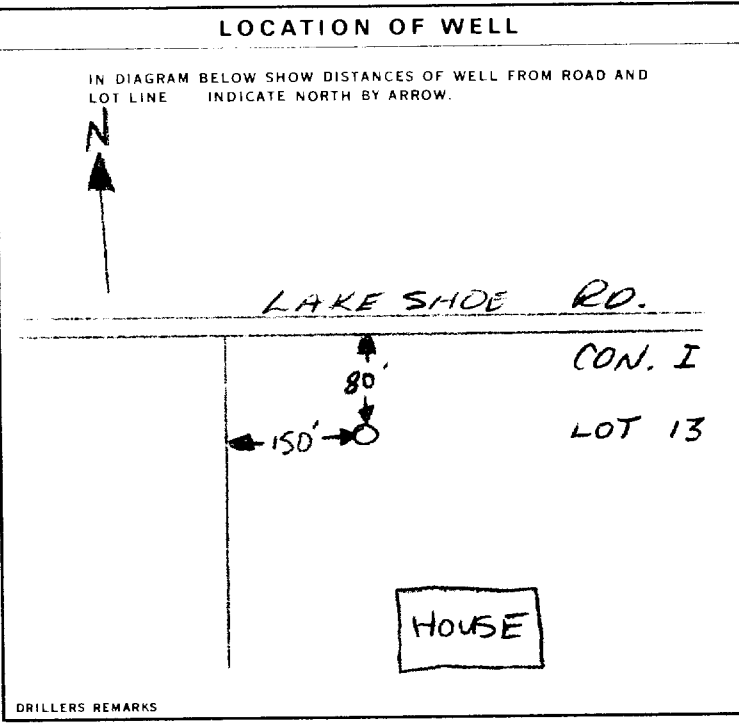 LOCATION OF WELL
IN DIAGRAM BELOW SHOW DISTANCES OF WELL FROM ROAD AND
LOT LINE INDICATE NORTH BY ARROW.
N
LAKE SHOE RD.
CON. I
80'
LOT 13
150'
HOUSE
DRILLERS REMARKS